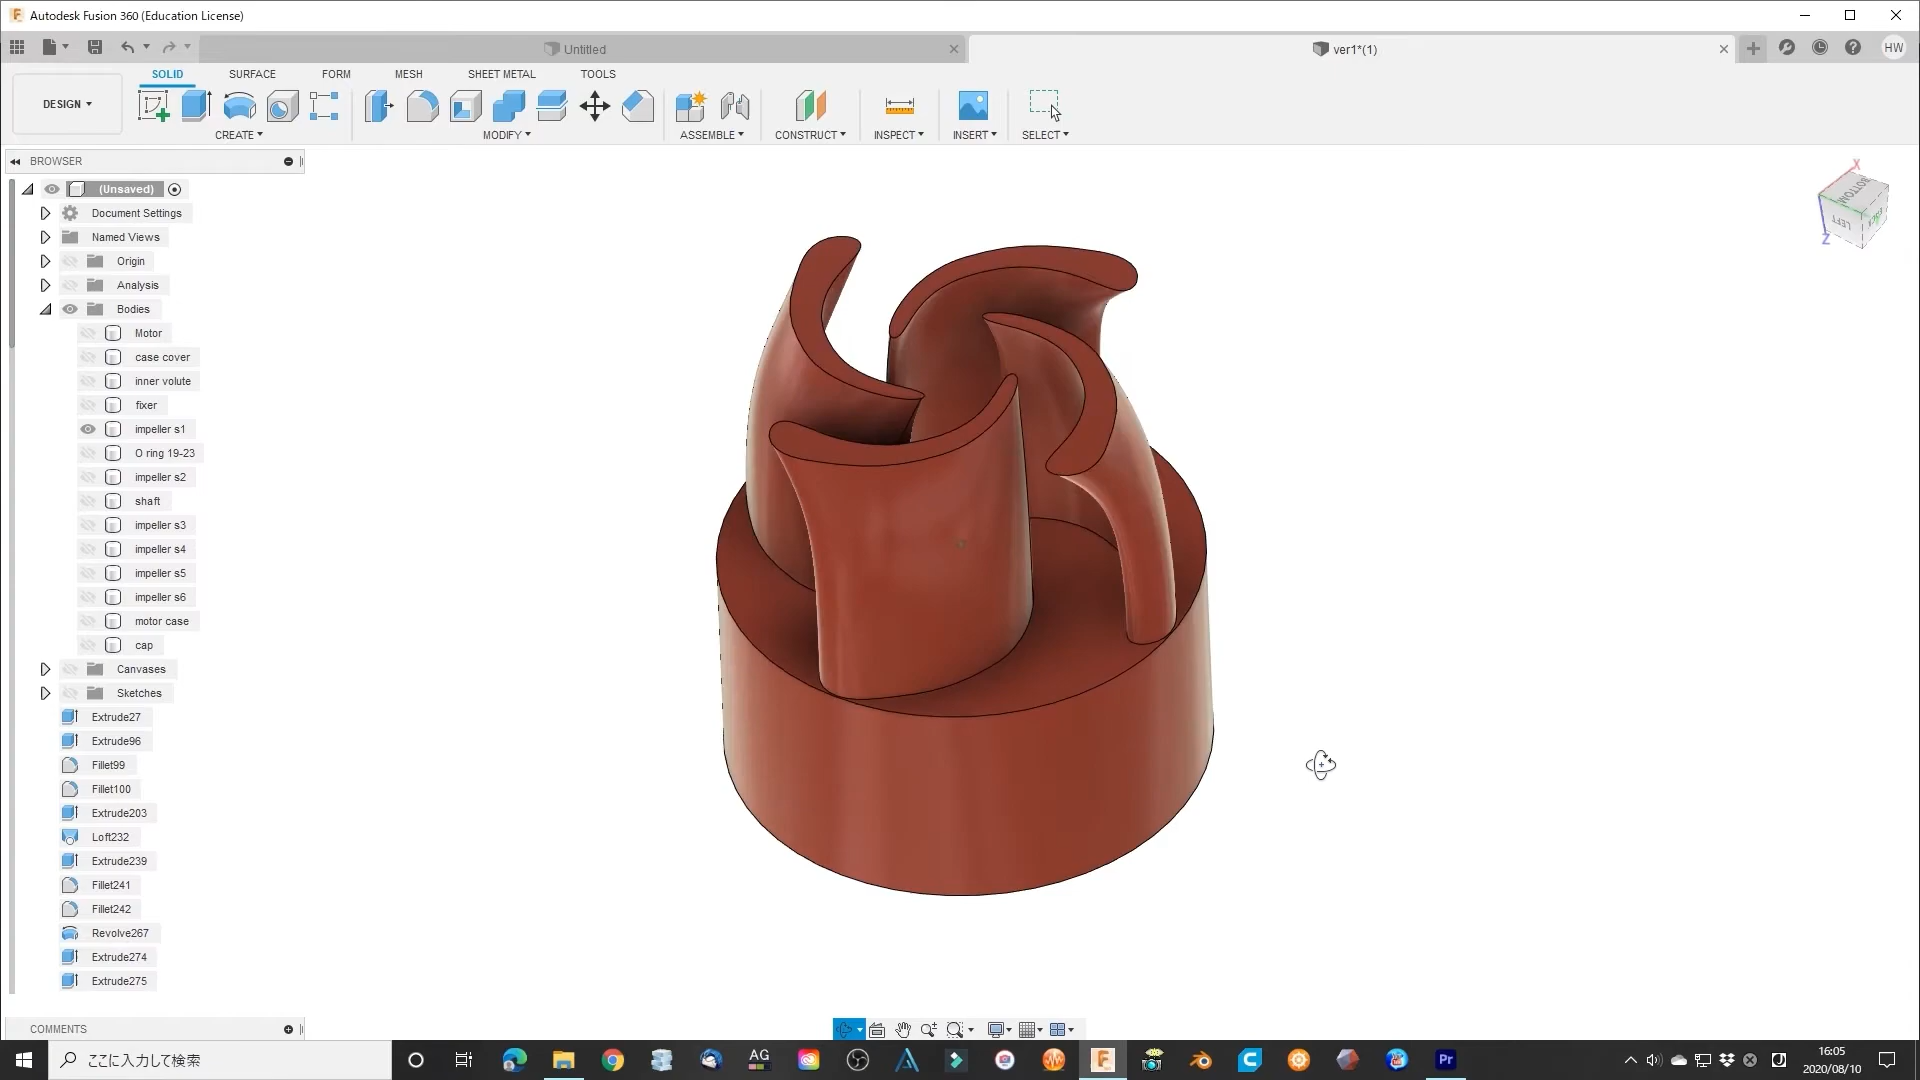 Autodesk Fusion 360 (Education License)
Untitled
ver1*(1)
HW
DESIGN
SOLID
SURFACE
FORM
MESH
SHEET METAL
TOOLS
CREATE
MODIFY
ASSEMBLE
CONSTRUCT
INSPECT
INSERT
SELECT
BROWSER
(Unsaved)
Document Settings
Named Views
Origin
Analysis
Bodies
Motor
case cover
inner volute
fixer
impeller s1
O ring 19-23
impeller s2
shaft
impeller s3
impeller s4
impeller s5
impeller s6
motor case
cap
Canvases
Sketches
Extrude27
Extrude96
Fillet99
Fillet100
Extrude203
Loft232
Extrude239
Fillet241
Fillet242
Revolve267
Extrude274
Extrude275
X
BOTTOM
LEFT
Z
COMMENTS
ここに入力して検索
AG
F
Pr
J
16:05
2020/08/10